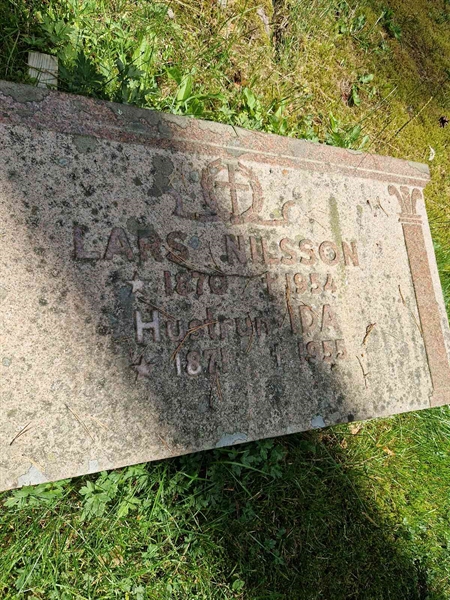 LARS NILSSON
* 1870 † 1954
Hustrun IDA
* 1871 † 1955